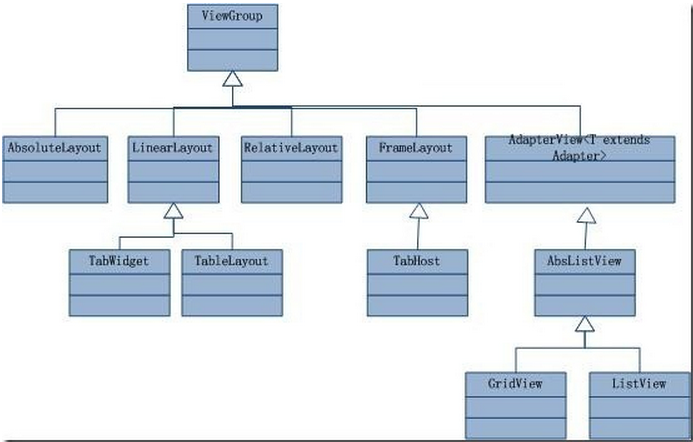 ViewGroup
AbsoluteLayout
LinearLayout
RelativeLayout
FrameLayout
AdapterView<T extends
Adapter>
TabWidget
TableLayout
TabHost
AbsListView
GridView
ListView